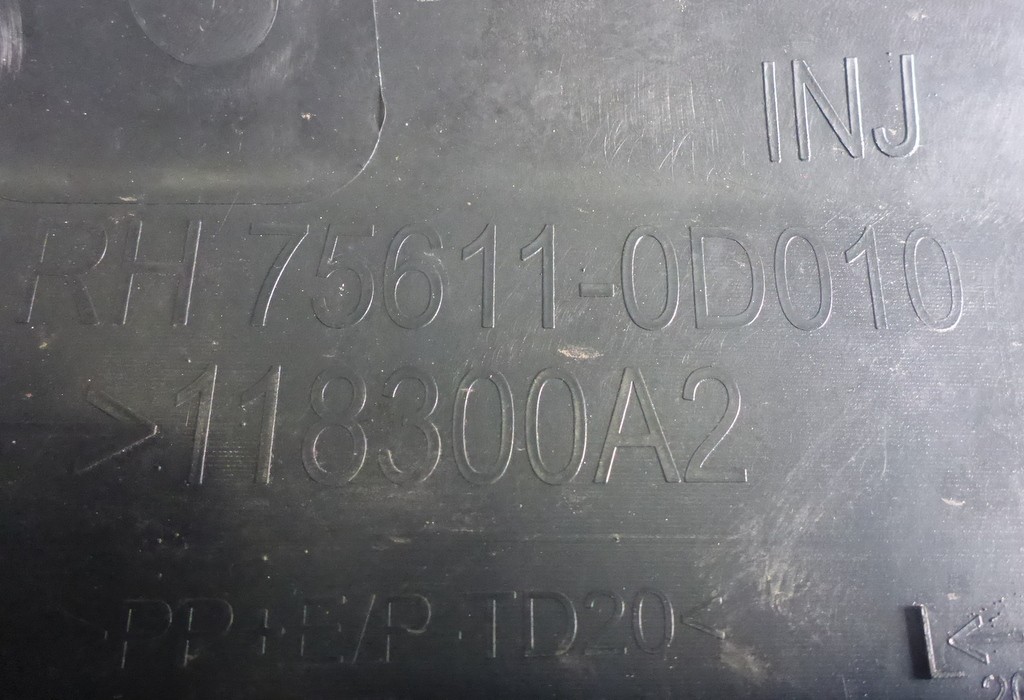 INJ
RH 75611-0D010
>118300A2
>PP+E/P-TD20<